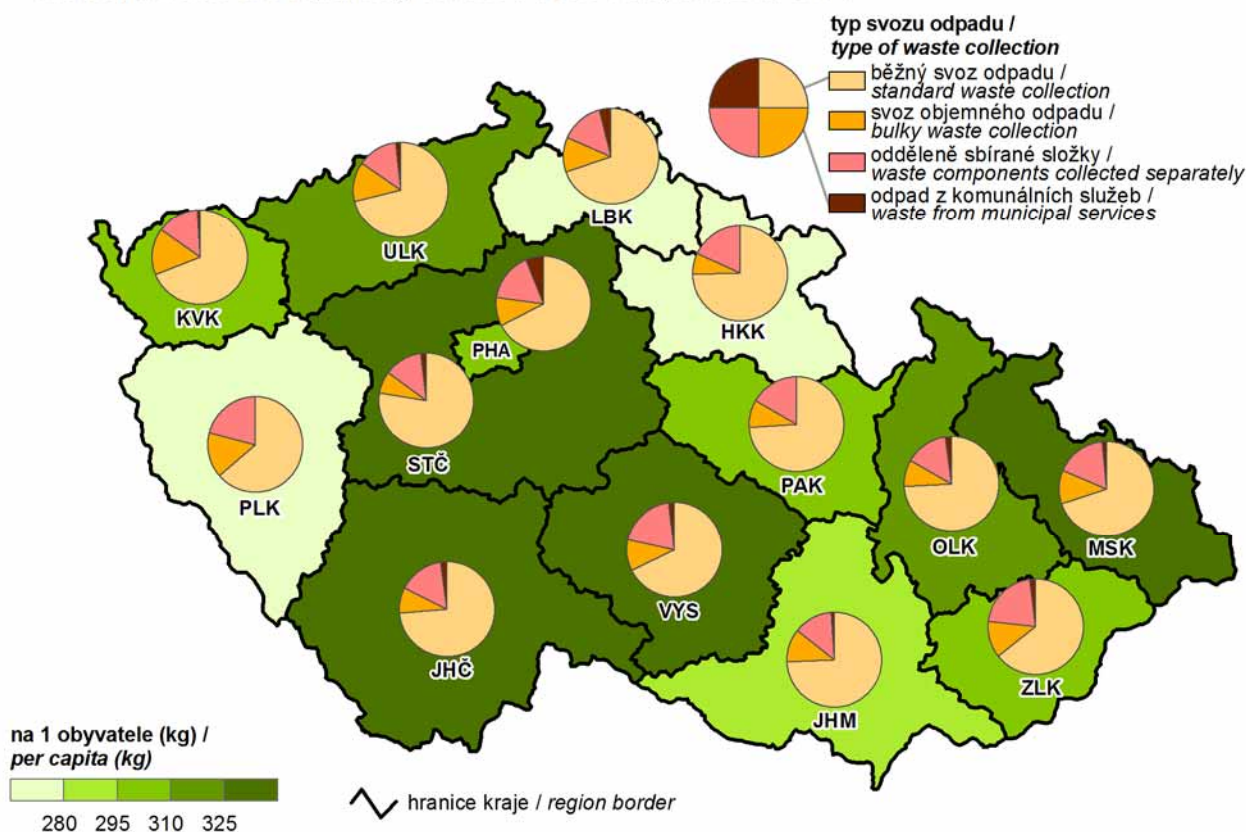 typ svozu odpadu /
type of waste collection
běžný svoz odpadu /
standard waste collection
svoz objemného odpadu /
bulky waste collection
odděleně sbírané složky /
waste components collected separately
odpad z komunálních služeb /
waste from municipal services
LBK
ULK
KVK
HKK
PHA
STČ
PAK
PLK
OLK
MSK
VYS
JHČ
ZLK
JHM
na 1 obyvatele (kg) /
per capita (kg)
280 295 310 325
hranice kraje / region border